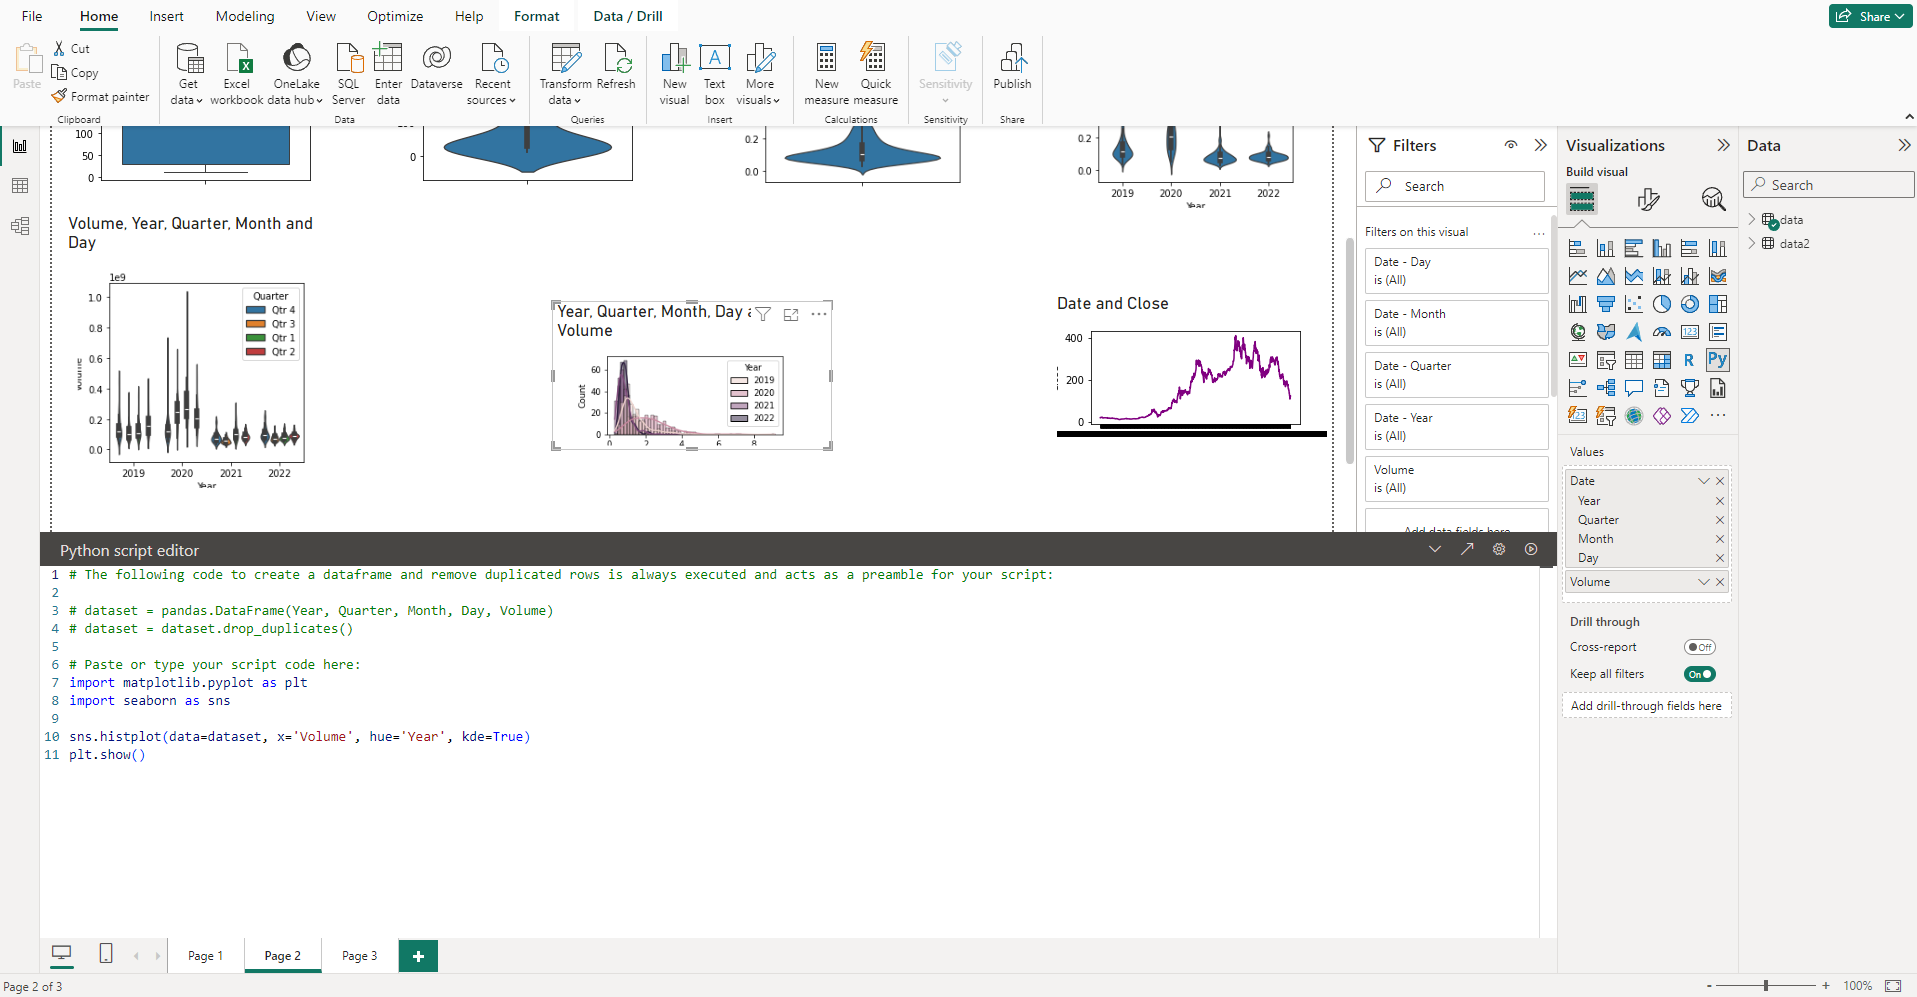 File Home Insert Modeling View Optimize Help Format Data / Drill
Share
Paste
Cut
Copy
Format painter
Clipboard
Get data
Excel workbook
OneLake data hub
SQL Server
Enter data
Dataverse
Recent sources
Data
Transform data
Refresh
Queries
New visual
Text box
More visuals
Insert
New measure
Quick measure
Calculations
Sensitivity
Sensitivity
Publish
Share
100
50
0
0
0.2
0.0
0.2
0.0
2019 2020 2021 2022
Year
Volume, Year, Quarter, Month and
Day
1e9
1.0
0.8
0.6
0.4
0.2
0.0
Quarter
Qtr 4
Qtr 3
Qtr 1
Qtr 2
2019 2020 2021 2022
Year
Year, Quarter, Month, Day
Volume
Count
60
40
20
0
Year
2019
2020
2021
2022
0 2 4 6 8
Date and Close
400
200
0
Filters
Search
Filters on this visual
Date - Day
is (All)
Date - Month
is (All)
Date - Quarter
is (All)
Date - Year
is (All)
Volume
is (All)
Add data fields here
Visualizations
Build visual
123
R
Py
123
Values
Date
Year
Quarter
Month
Day
Volume
Drill through
Cross-report Off
Keep all filters On
Add drill-through fields here
Data
Search
data
data2
Python script editor
1 # The following code to create a dataframe and remove duplicated rows is always executed and acts as a preamble for your script:
2
3 # dataset = pandas.DataFrame(Year, Quarter, Month, Day, Volume)
4 # dataset = dataset.drop_duplicates()
5
6 # Paste or type your script code here:
7 import matplotlib.pyplot as plt
8 import seaborn as sns
9
10 sns.histplot(data=dataset, x='Volume', hue='Year', kde=True)
11 plt.show()
Page 1 Page 2 Page 3 +
Page 2 of 3
- + 100%